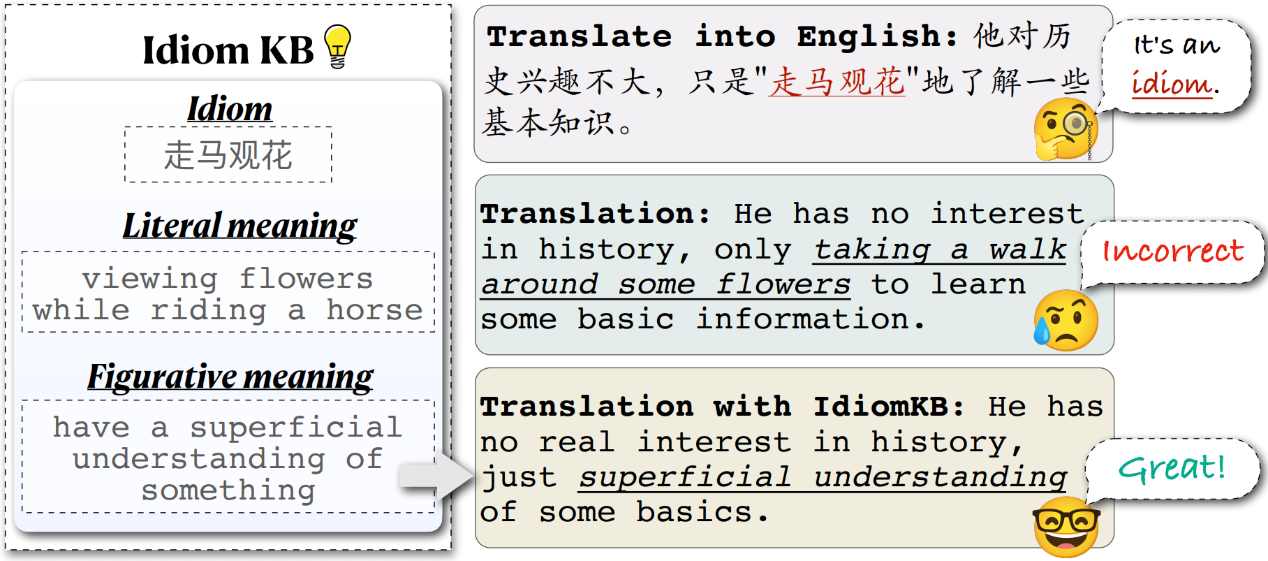 Idiom KB
Idiom
走马观花
Literal meaning
viewing flowers
while riding a horse
Figurative meaning
have a superficial
understanding of
something
Translate into English: 他对历
史兴趣不大，只是"走马观花"地了解一些
基本知识。
It's an
idiom.
Translation: He has no interest
in history, only taking a walk
around some flowers to learn
some basic information.
Incorrect
Translation with IdiomKB: He has
no real interest in history,
just superficial understanding
of some basics.
Great!